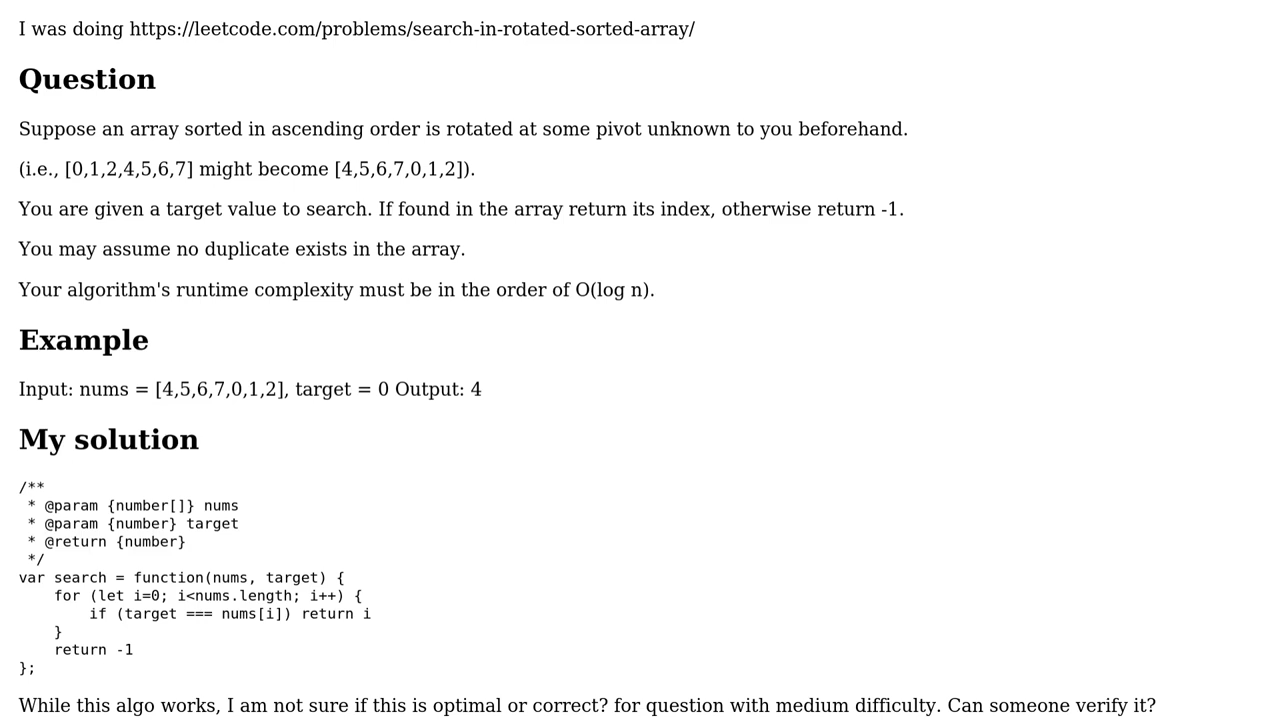 I was doing https://leetcode.com/problems/search-in-rotated-sorted-array/
Question
Suppose an array sorted in ascending order is rotated at some pivot unknown to you beforehand.
(i.e., [0,1,2,4,5,6,7] might become [4,5,6,7,0,1,2]).
You are given a target value to search. If found in the array return its index, otherwise return -1.
You may assume no duplicate exists in the array.
Your algorithm's runtime complexity must be in the order of O(log n).
Example
Input: nums = [4,5,6,7,0,1,2], target = 0 Output: 4
My solution
/**
 * @param {number[]} nums
 * @param {number} target
 * @return {number}
 */
var search = function(nums, target) {
    for (let i=0; i<nums.length; i++) {
        if (target === nums[i]) return i
    }
    return -1
};
While this algo works, I am not sure if this is optimal or correct? for question with medium difficulty. Can someone verify it?